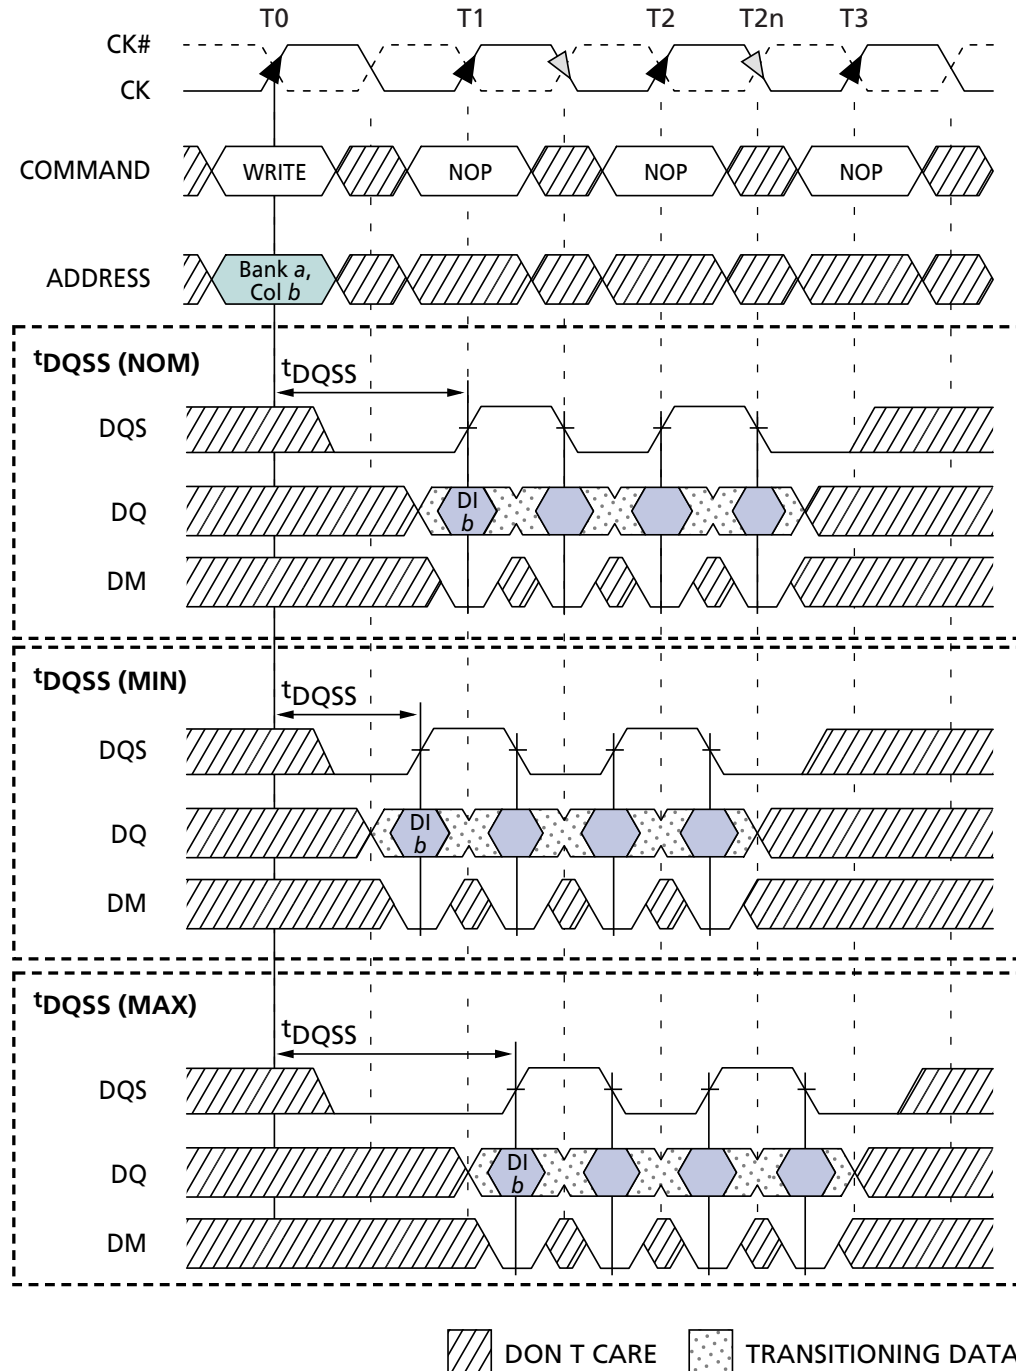 T0 T1 T2 T2n T3
CK#
CK
COMMAND WRITE NOP NOP NOP
ADDRESS Bank a,
Col b
tDQSS (NOM)
tDQSS
DQS
DQ DI
b
DM
tDQSS (MIN)
tDQSS
DQS
DQ DI
b
DM
tDQSS (MAX)
tDQSS
DQS
DQ DI
b
DM
DON T CARE TRANSITIONING DATA